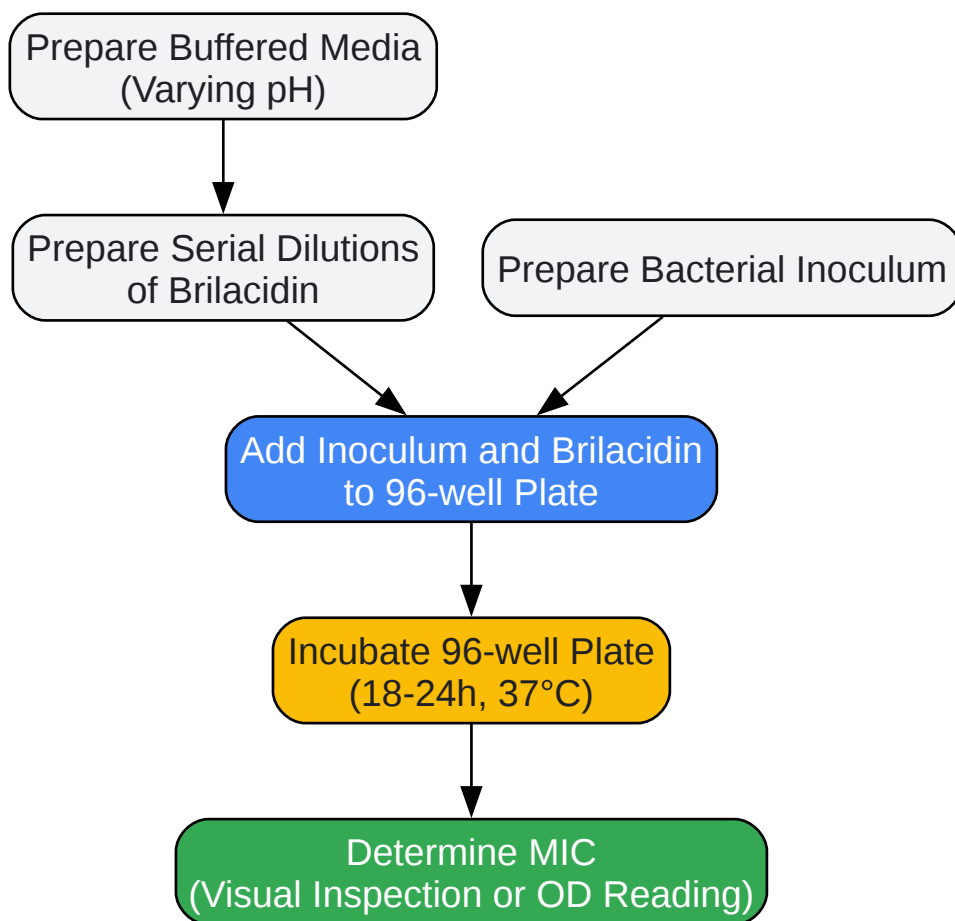 Prepare Buffered Media
(Varying pH)
Prepare Serial Dilutions
of Brilacidin
Prepare Bacterial Inoculum
Add Inoculum and Brilacidin
to 96-well Plate
Incubate 96-well Plate
(18-24h, 37°C)
Determine MIC
(Visual Inspection or OD Reading)